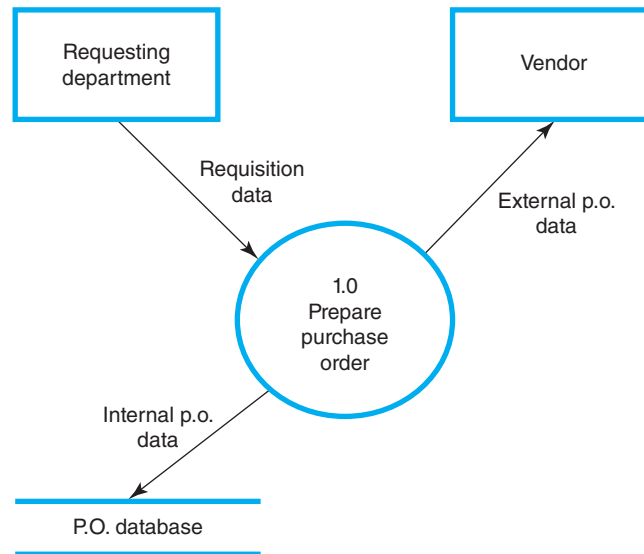 Requesting
department
Vendor
Requisition
data
External p.o.
data
1.0
Prepare
purchase
order
Internal p.o.
data
P.O. database